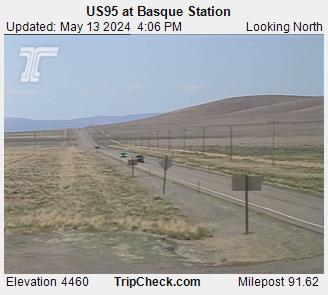 US95 at Basque Station
Updated: May 13 2024 4:06 PM Looking North
Elevation 4460 TripCheck.com Milepost 91.62